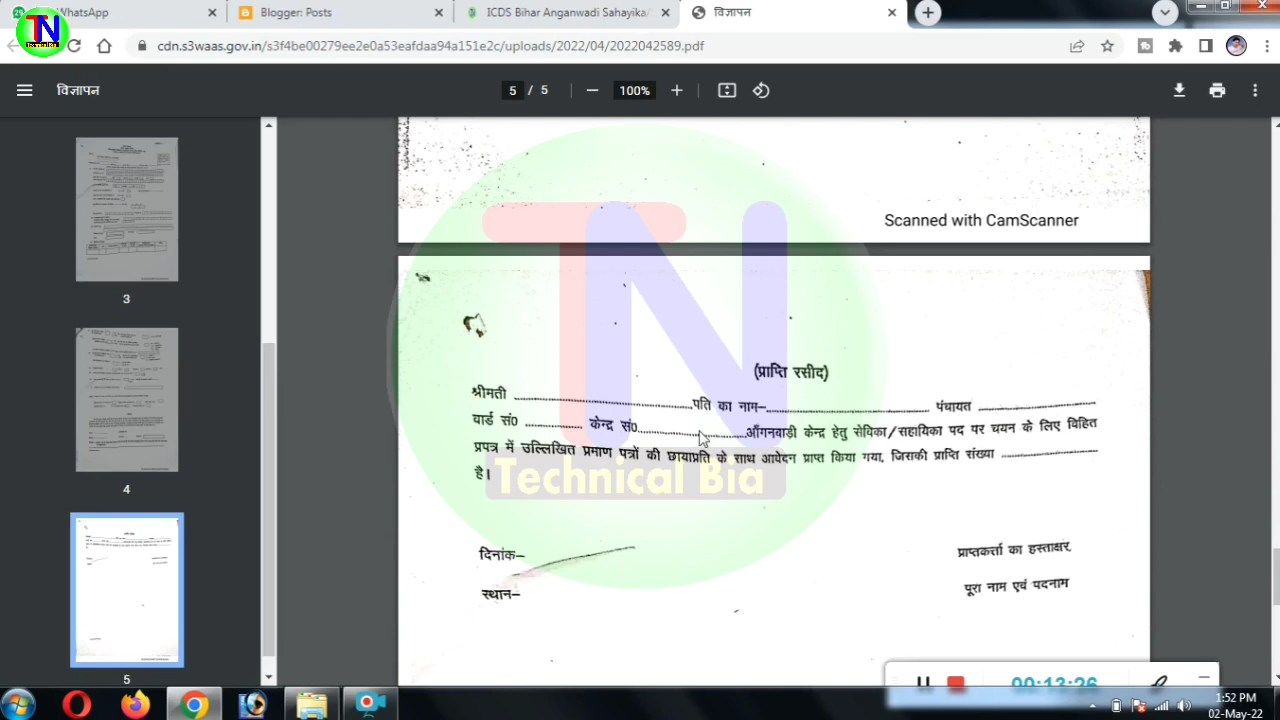 WhatsApp
Blogger: Posts
ICDS Bihar Anganwadi Sahayika/
विज्ञापन
TN
cdn.s3waas.gov.in/s3f4be00279ee2e0a53eafdaa94a151e2c/uploads/2022/04/2022042589.pdf
विज्ञापन
5 / 5
100%
3
4
5
Scanned with CamScanner
(प्राप्ति रसीद)
श्रीमती ........................................पति का नाम–.................................... पंचायत ..........................
वार्ड सं0 ............. केन्द्र सं0.........................आँगनवाड़ी केन्द्र हेतु सेविका/सहायिका पद पर चयन के लिए विहित
प्रपत्र में उल्लिखित प्रमाण पत्रों की छायाप्रति के साथ आवेदन प्राप्त किया गया, जिसकी प्राप्ति संख्या .....................
है।
TN
Technical Bia
दिनांक–
प्राप्तकर्त्ता का हस्ताक्षर.
स्थान–
पूरा नाम एवं पदनाम
00:13:26
1:52 PM
02-May-22